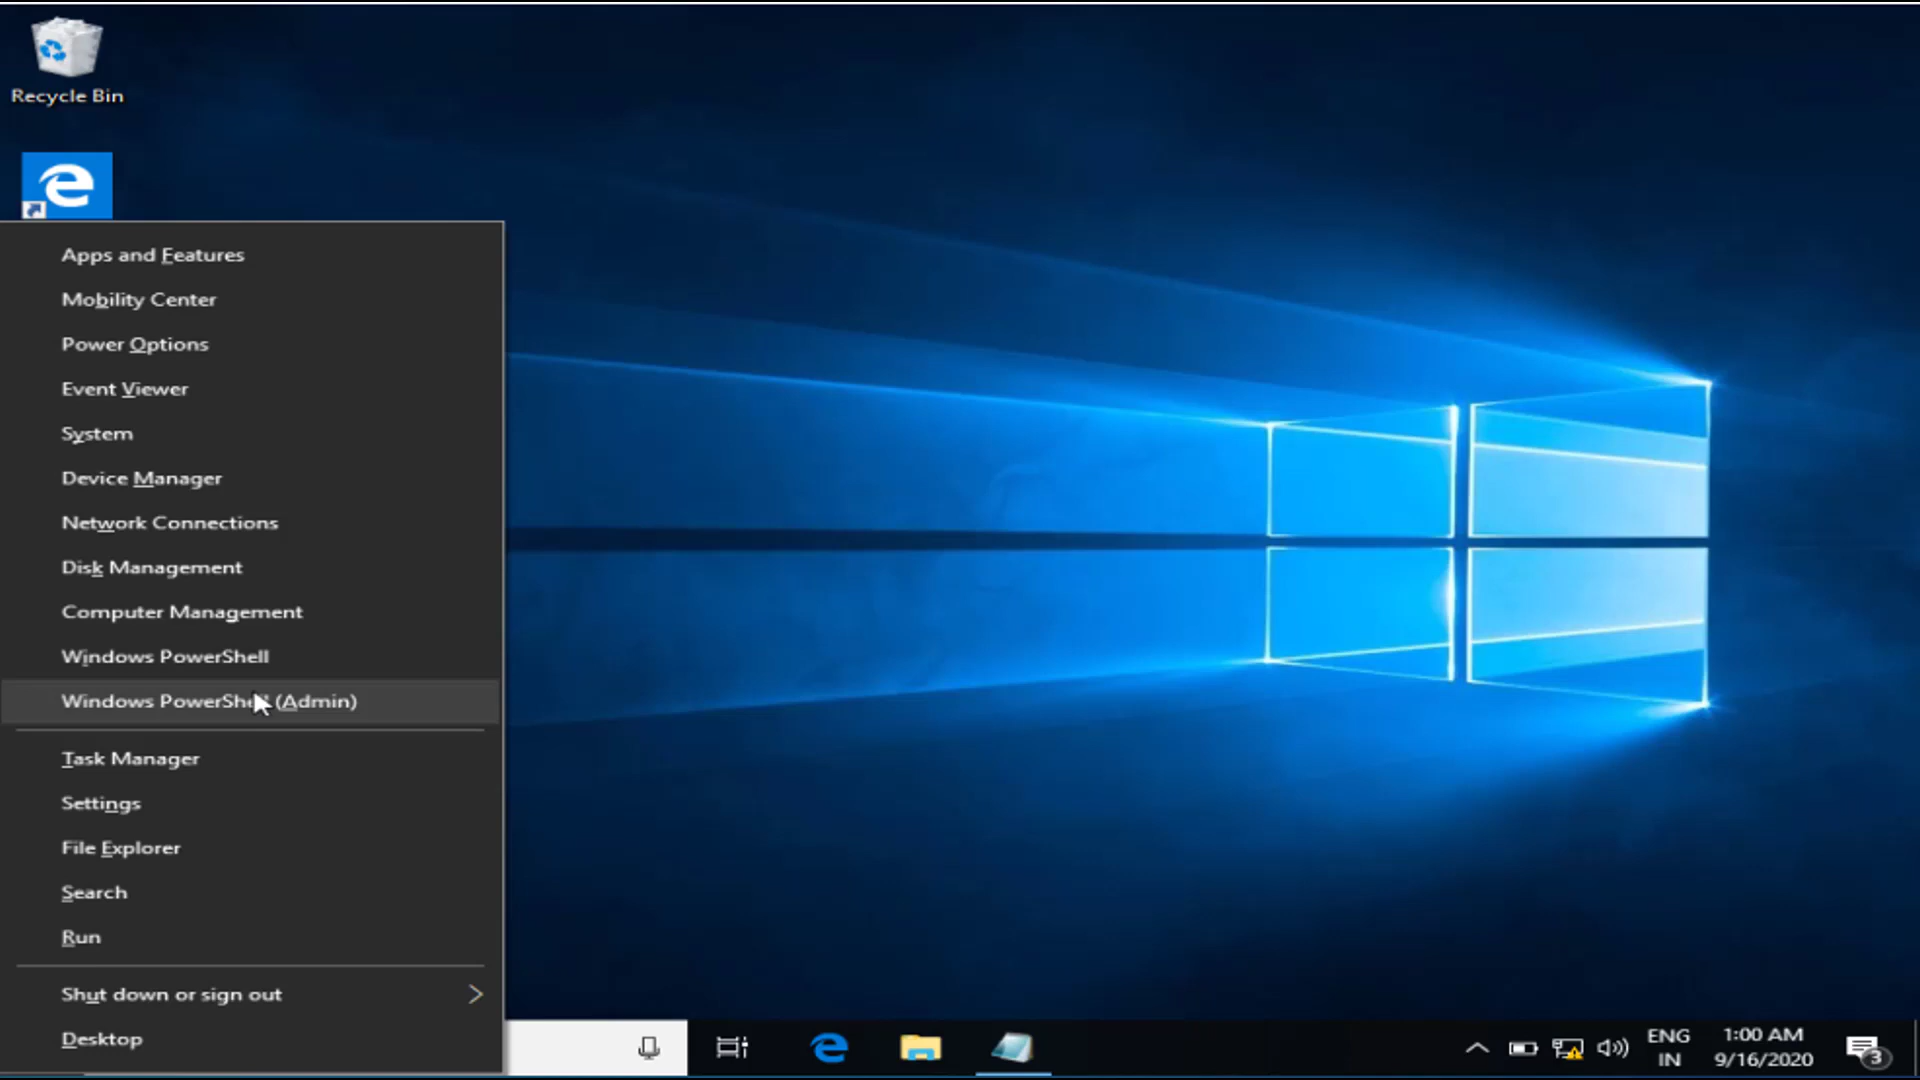 Recycle Bin
Apps and Features
Mobility Center
Power Options
Event Viewer
System
Device Manager
Network Connections
Disk Management
Computer Management
Windows PowerShell
Windows PowerShell (Admin)
Task Manager
Settings
File Explorer
Search
Run
Shut down or sign out
Desktop
ENG
IN
1:00 AM
9/16/2020
3